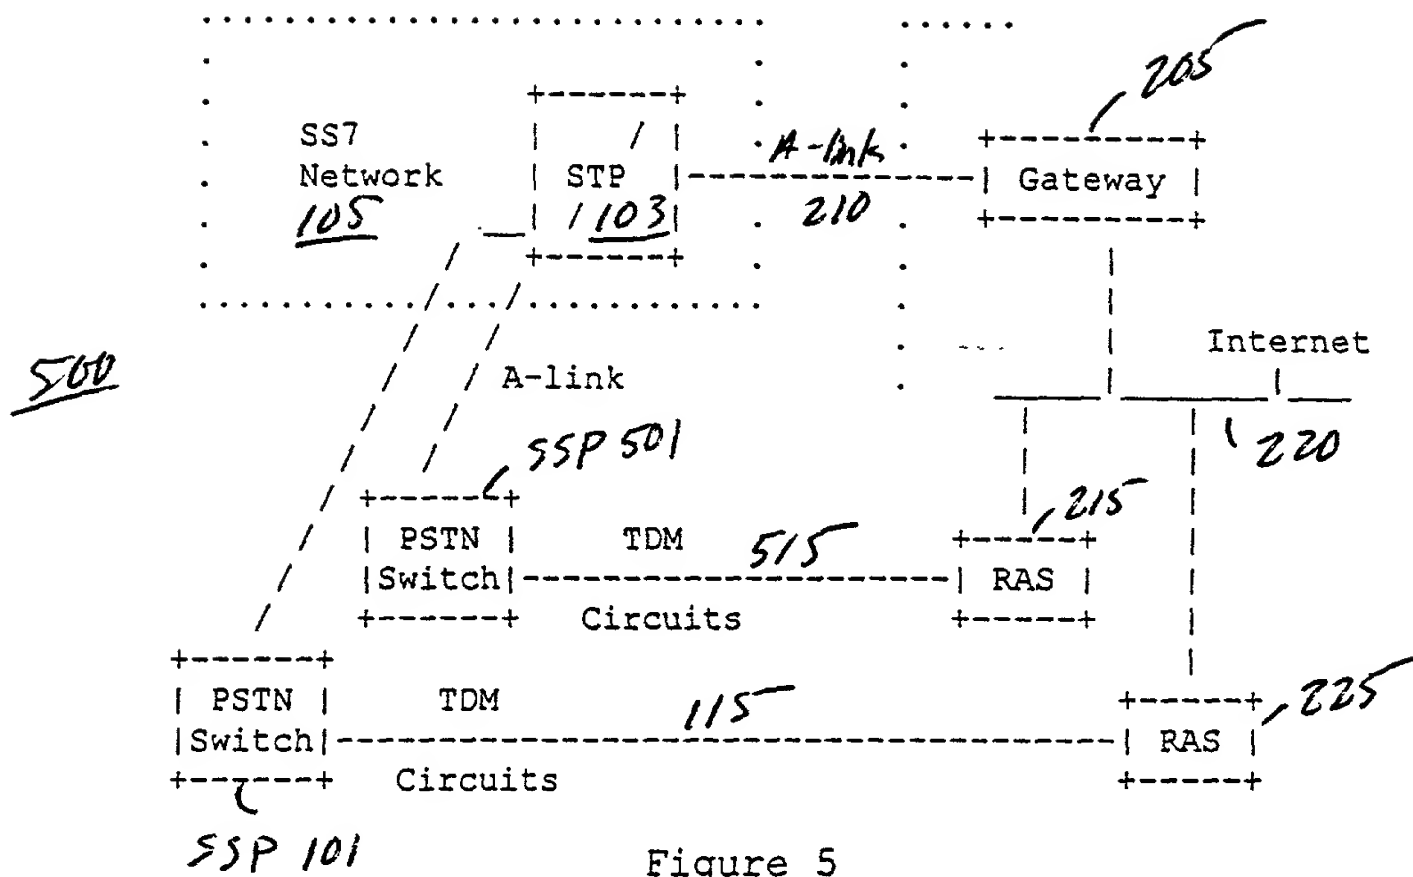 205
SS7
A-link
Network
STP
Gateway
105
103
210
Internet
500
A-link
220
SSP 501
215
PSTN
TDM
515
Switch
RAS
Circuits
225
PSTN
TDM
115
Switch
RAS
Circuits
SSP 101
Figure 5